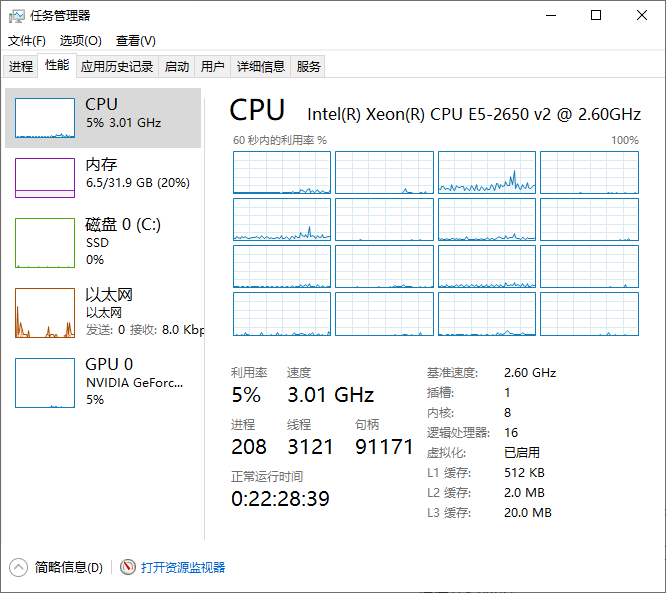 任务管理器
文件(F) 选项(O) 查看(V)
进程 性能 应用历史记录 启动 用户 详细信息 服务
CPU
5% 3.01 GHz
内存
6.5/31.9 GB (20%)
磁盘 0 (C:)
SSD
0%
以太网
以太网
发送: 0 接收: 8.0 Kbp
GPU 0
NVIDIA GeForc...
5%
CPU Intel(R) Xeon(R) CPU E5-2650 v2 @ 2.60GHz
60 秒内的利用率 % 100%
利用率 速度
5% 3.01 GHz
进程 线程 句柄
208 3121 91171
正常运行时间
0:22:28:39
基准速度: 2.60 GHz
插槽: 1
内核: 8
逻辑处理器: 16
虚拟化: 已启用
L1 缓存: 512 KB
L2 缓存: 2.0 MB
L3 缓存: 20.0 MB
简略信息(D) 打开资源监视器